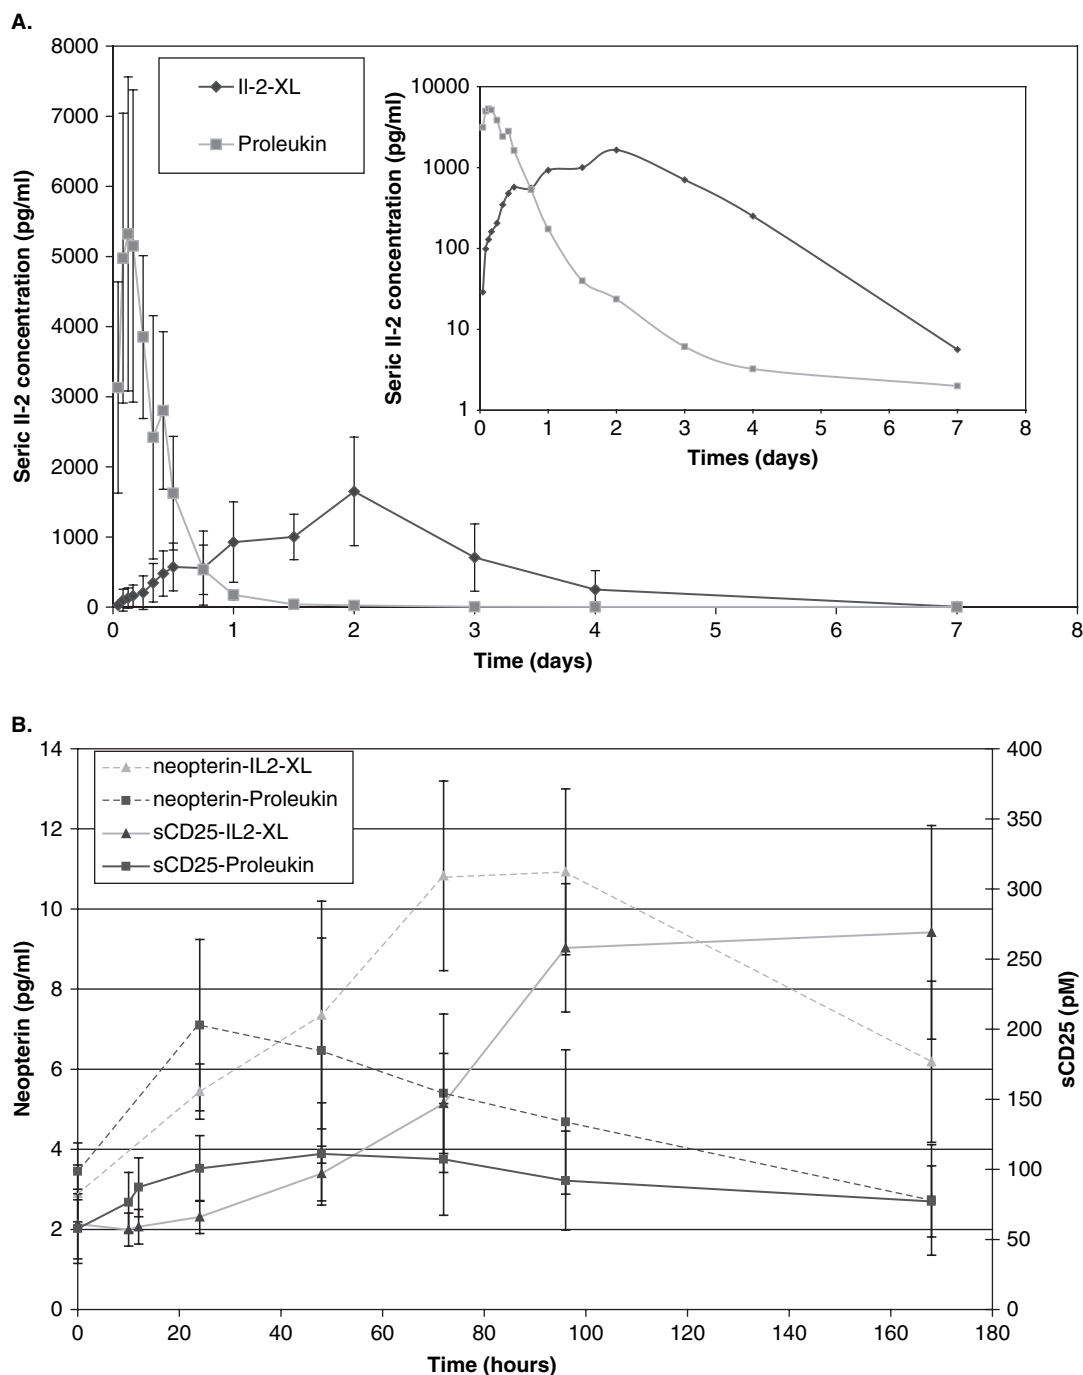 A.
8000
7000
6000
5000
4000
3000
2000
1000
0
Seric Il-2 concentration (pg/ml)
Il-2-XL
Proleukin
0 1 2 3 4 5 6 7 8
Time (days)
10000
1000
100
10
1
Seric Il-2 concentration (pg/ml)
0 1 2 3 4 5 6 7 8
Times (days)
B.
14
12
10
8
6
4
2
0
Neopterin (pg/ml)
neopterin-IL2-XL
neopterin-Proleukin
sCD25-IL2-XL
sCD25-Proleukin
400
350
300
250
200
150
100
50
0
sCD25 (pM)
0 20 40 60 80 100 120 140 160 180
Time (hours)